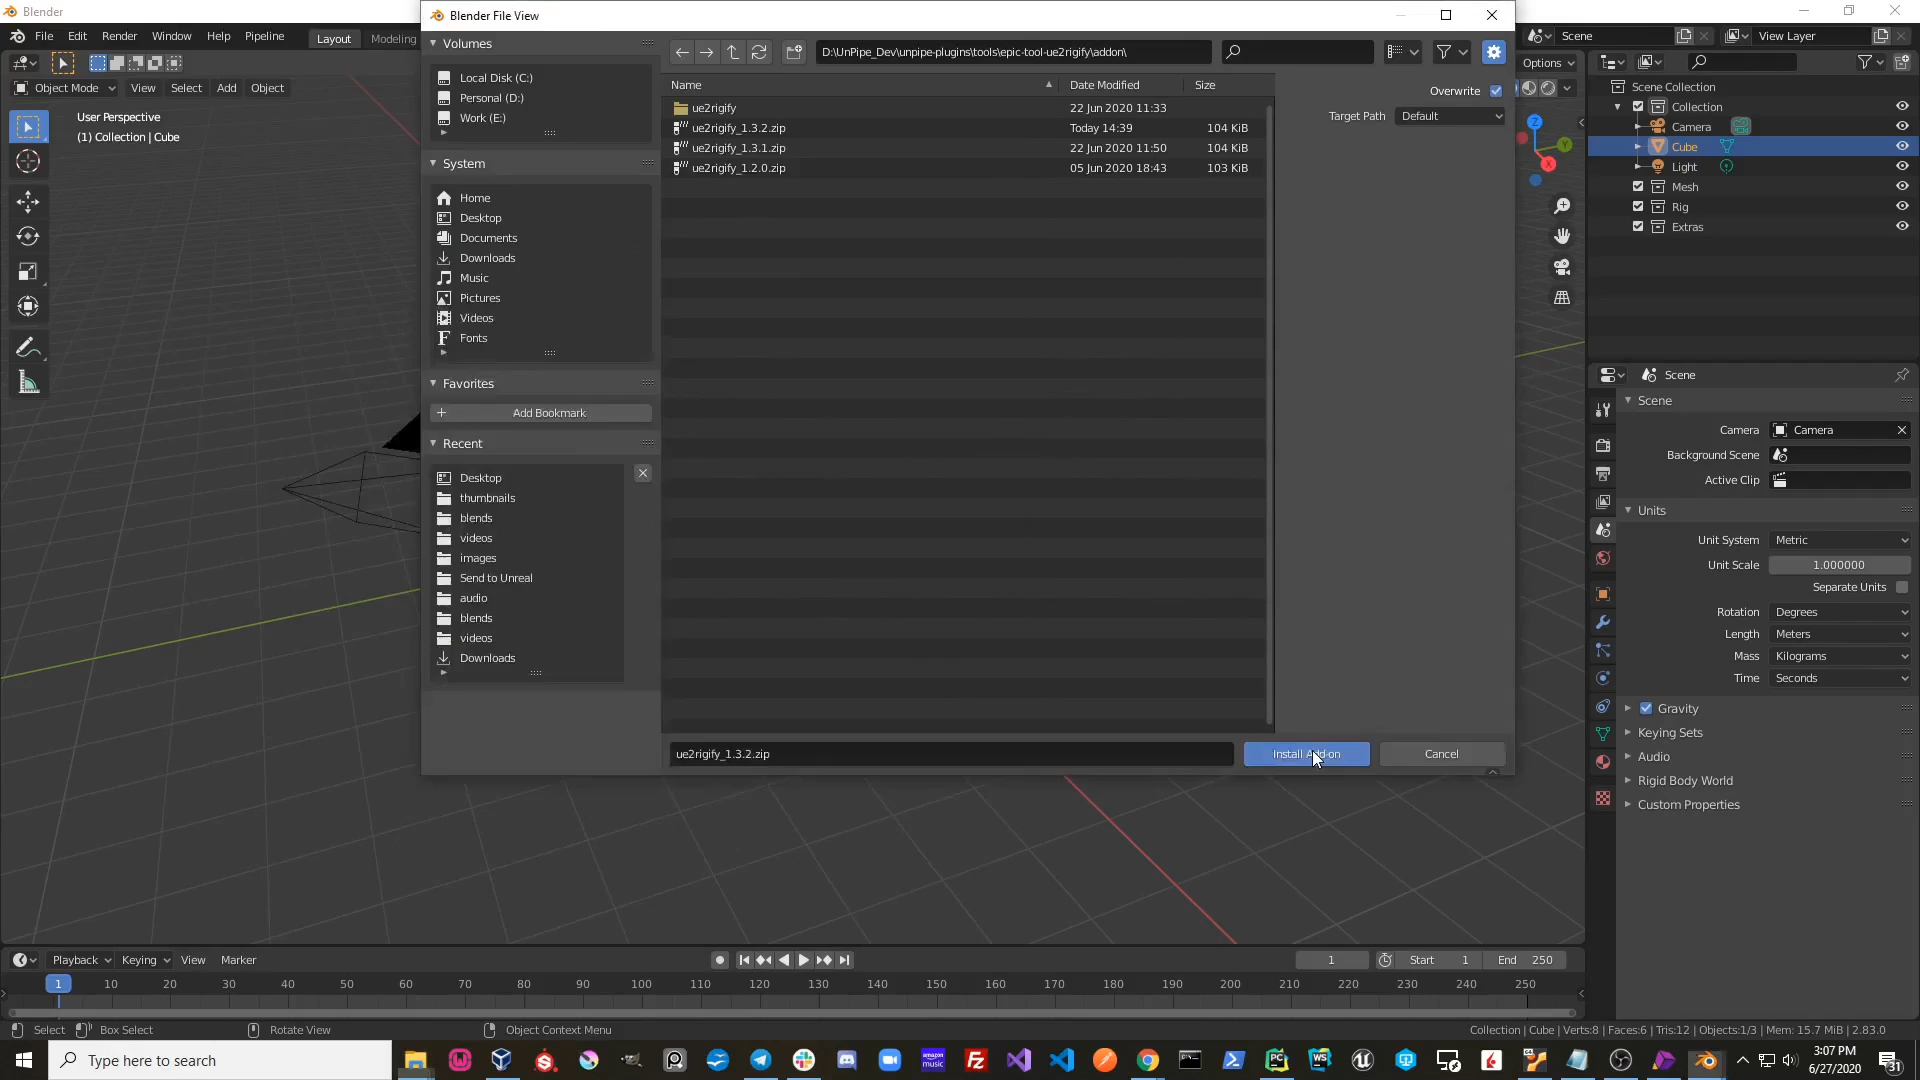 Blender
File Edit Render Window Help Pipeline
Layout Modeling
Object Mode View Select Add Object
User Perspective
(1) Collection | Cube
Blender File View
Volumes
Local Disk (C:)
Personal (D:)
Work (E:)
System
Home
Desktop
Documents
Downloads
Music
Pictures
Videos
Fonts
Favorites
Add Bookmark
Recent
Desktop
thumbnails
blends
videos
images
Send to Unreal
audio
blends
videos
Downloads
D:\UnPipe_Dev\unpipe-plugins\tools\epic-tool-ue2rigify\addon\
Name Date Modified Size
ue2rigify 22 Jun 2020 11:33
ue2rigify_1.3.2.zip Today 14:39 104 KiB
ue2rigify_1.3.1.zip 22 Jun 2020 11:50 104 KiB
ue2rigify_1.2.0.zip 05 Jun 2020 18:43 103 KiB
Overwrite
Target Path Default
ue2rigify_1.3.2.zip
Install Add-on
Cancel
Scene
View Layer
Options
Z
Y
X
Scene Collection
Collection
Camera
Cube
Light
Mesh
Rig
Extras
Scene
Scene
Camera Camera
Background Scene
Active Clip
Units
Unit System Metric
Unit Scale 1.000000
Separate Units
Rotation Degrees
Length Meters
Mass Kilograms
Time Seconds
Gravity
Keying Sets
Audio
Rigid Body World
Custom Properties
Playback Keying View Marker
1 Start 1 End 250
1 10 20 30 40 50 60 70 80 90 100 110 120 130 140 150 160 170 180 190 200 210 220 230 240 250
Select Box Select Rotate View Object Context Menu
Collection | Cube | Verts:8 | Faces:6 | Tris:12 | Objects:1/3 | Mem: 15.7 MiB | 2.83.0
Type here to search
3:07 PM
6/27/2020
31